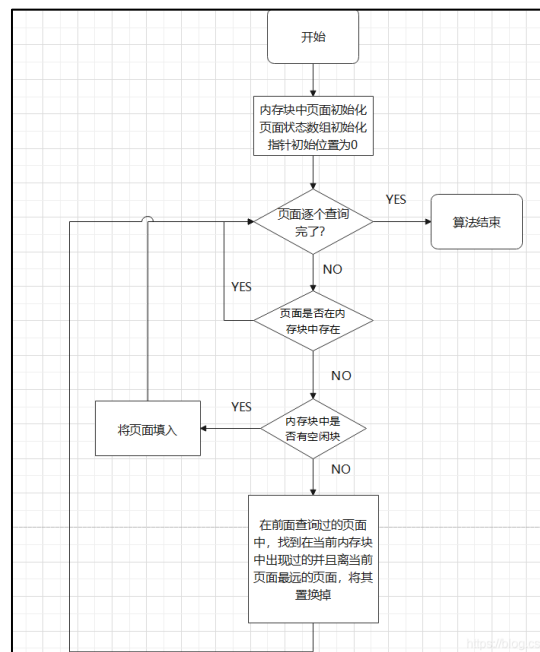 开始
内存块中页面初始化
页面状态数组初始化
指针初始位置为0
页面逐个查询
完了?
YES
算法结束
NO
YES
页面是否在内
存块中存在
NO
将页面填入
YES
内存块中是
否有空闲块
NO
在前面查询过的页面
中，找到在当前内存块
中出现过的并且离当前
页面最远的页面，将其
置换掉
https://blog.cs